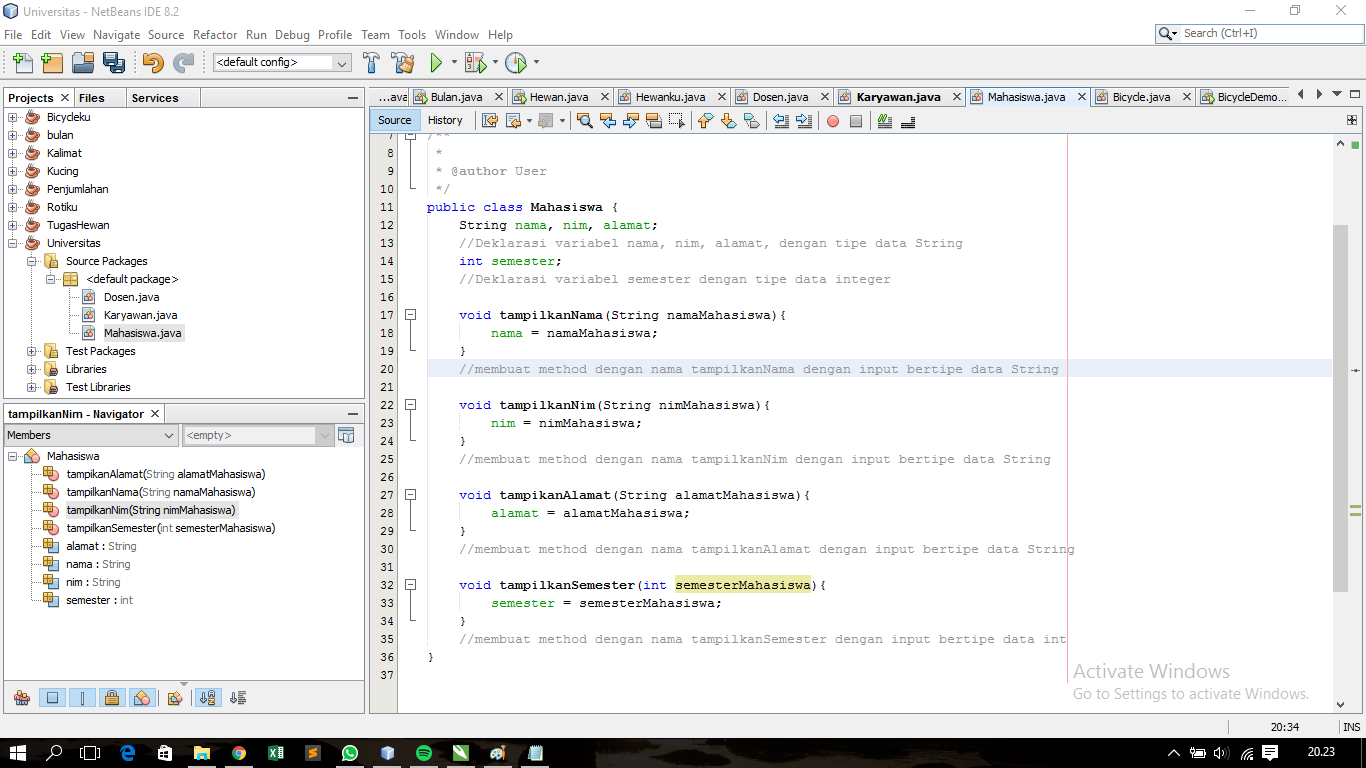 Universitas - NetBeans IDE 8.2
File Edit View Navigate Source Refactor Run Debug Profile Team Tools Window Help
Search (Ctrl+I)
<default config>
Projects Files Services
...ava Bulan.java Hewan.java Hewanku.java Dosen.java Karyawan.java Mahasiswa.java Bicycle.java BicycleDemo...
Source History
Bicycleku
bulan
Kalimat
Kucing
Penjumlahan
Rotiku
TugasHewan
Universitas
Source Packages
<default package>
Dosen.java
Karyawan.java
Mahasiswa.java
Test Packages
Libraries
Test Libraries
tampilkanNim - Navigator
Members <empty>
Mahasiswa
tampikanAlamat(String alamatMahasiswa)
tampilkanNama(String namaMahasiswa)
tampilkanNim(String nimMahasiswa)
tampilkanSemester(int semesterMahasiswa)
alamat : String
nama : String
nim : String
semester : int
7 /**
8 *
9 * @author User
10 */
11 public class Mahasiswa {
12 String nama, nim, alamat;
13 //Deklarasi variabel nama, nim, alamat, dengan tipe data String
14 int semester;
15 //Deklarasi variabel semester dengan tipe data integer
16
17 void tampilkanNama(String namaMahasiswa){
18 nama = namaMahasiswa;
19 }
20 //membuat method dengan nama tampilkanNama dengan input bertipe data String
21
22 void tampilkanNim(String nimMahasiswa){
23 nim = nimMahasiswa;
24 }
25 //membuat method dengan nama tampilkanNim dengan input bertipe data String
26
27 void tampikanAlamat(String alamatMahasiswa){
28 alamat = alamatMahasiswa;
29 }
30 //membuat method dengan nama tampilkanAlamat dengan input bertipe data String
31
32 void tampilkanSemester(int semesterMahasiswa){
33 semester = semesterMahasiswa;
34 }
35 //membuat method dengan nama tampilkanSemester dengan input bertipe data int
36 }
37
Activate Windows
Go to Settings to activate Windows.
20:34 INS
20.23